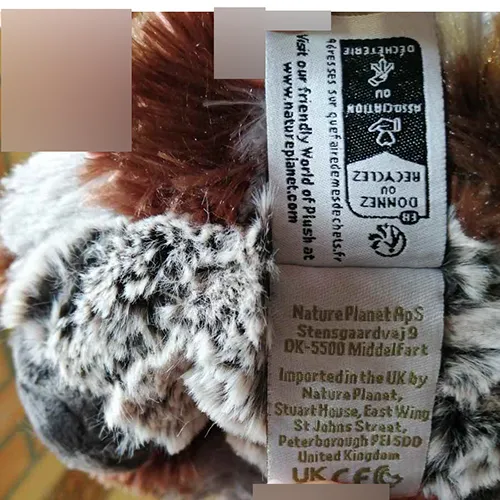 Visit our friendly World of Plush at
www.natureplanet.com
DÉCHÈTERIE
OU
ASSOCIATION
DONNEZ
OU
RECYCLEZ
FR
Adresses sur quefairedemesdechets.fr
NaturePlanet ApS
Stensgaardvej 9
DK-5500 Middelfart
Imported in the UK by
Nature Planet,
Stuart House, East Wing
St Johns Street,
Peterborough PE1 5DD
United Kingdom
UK CE